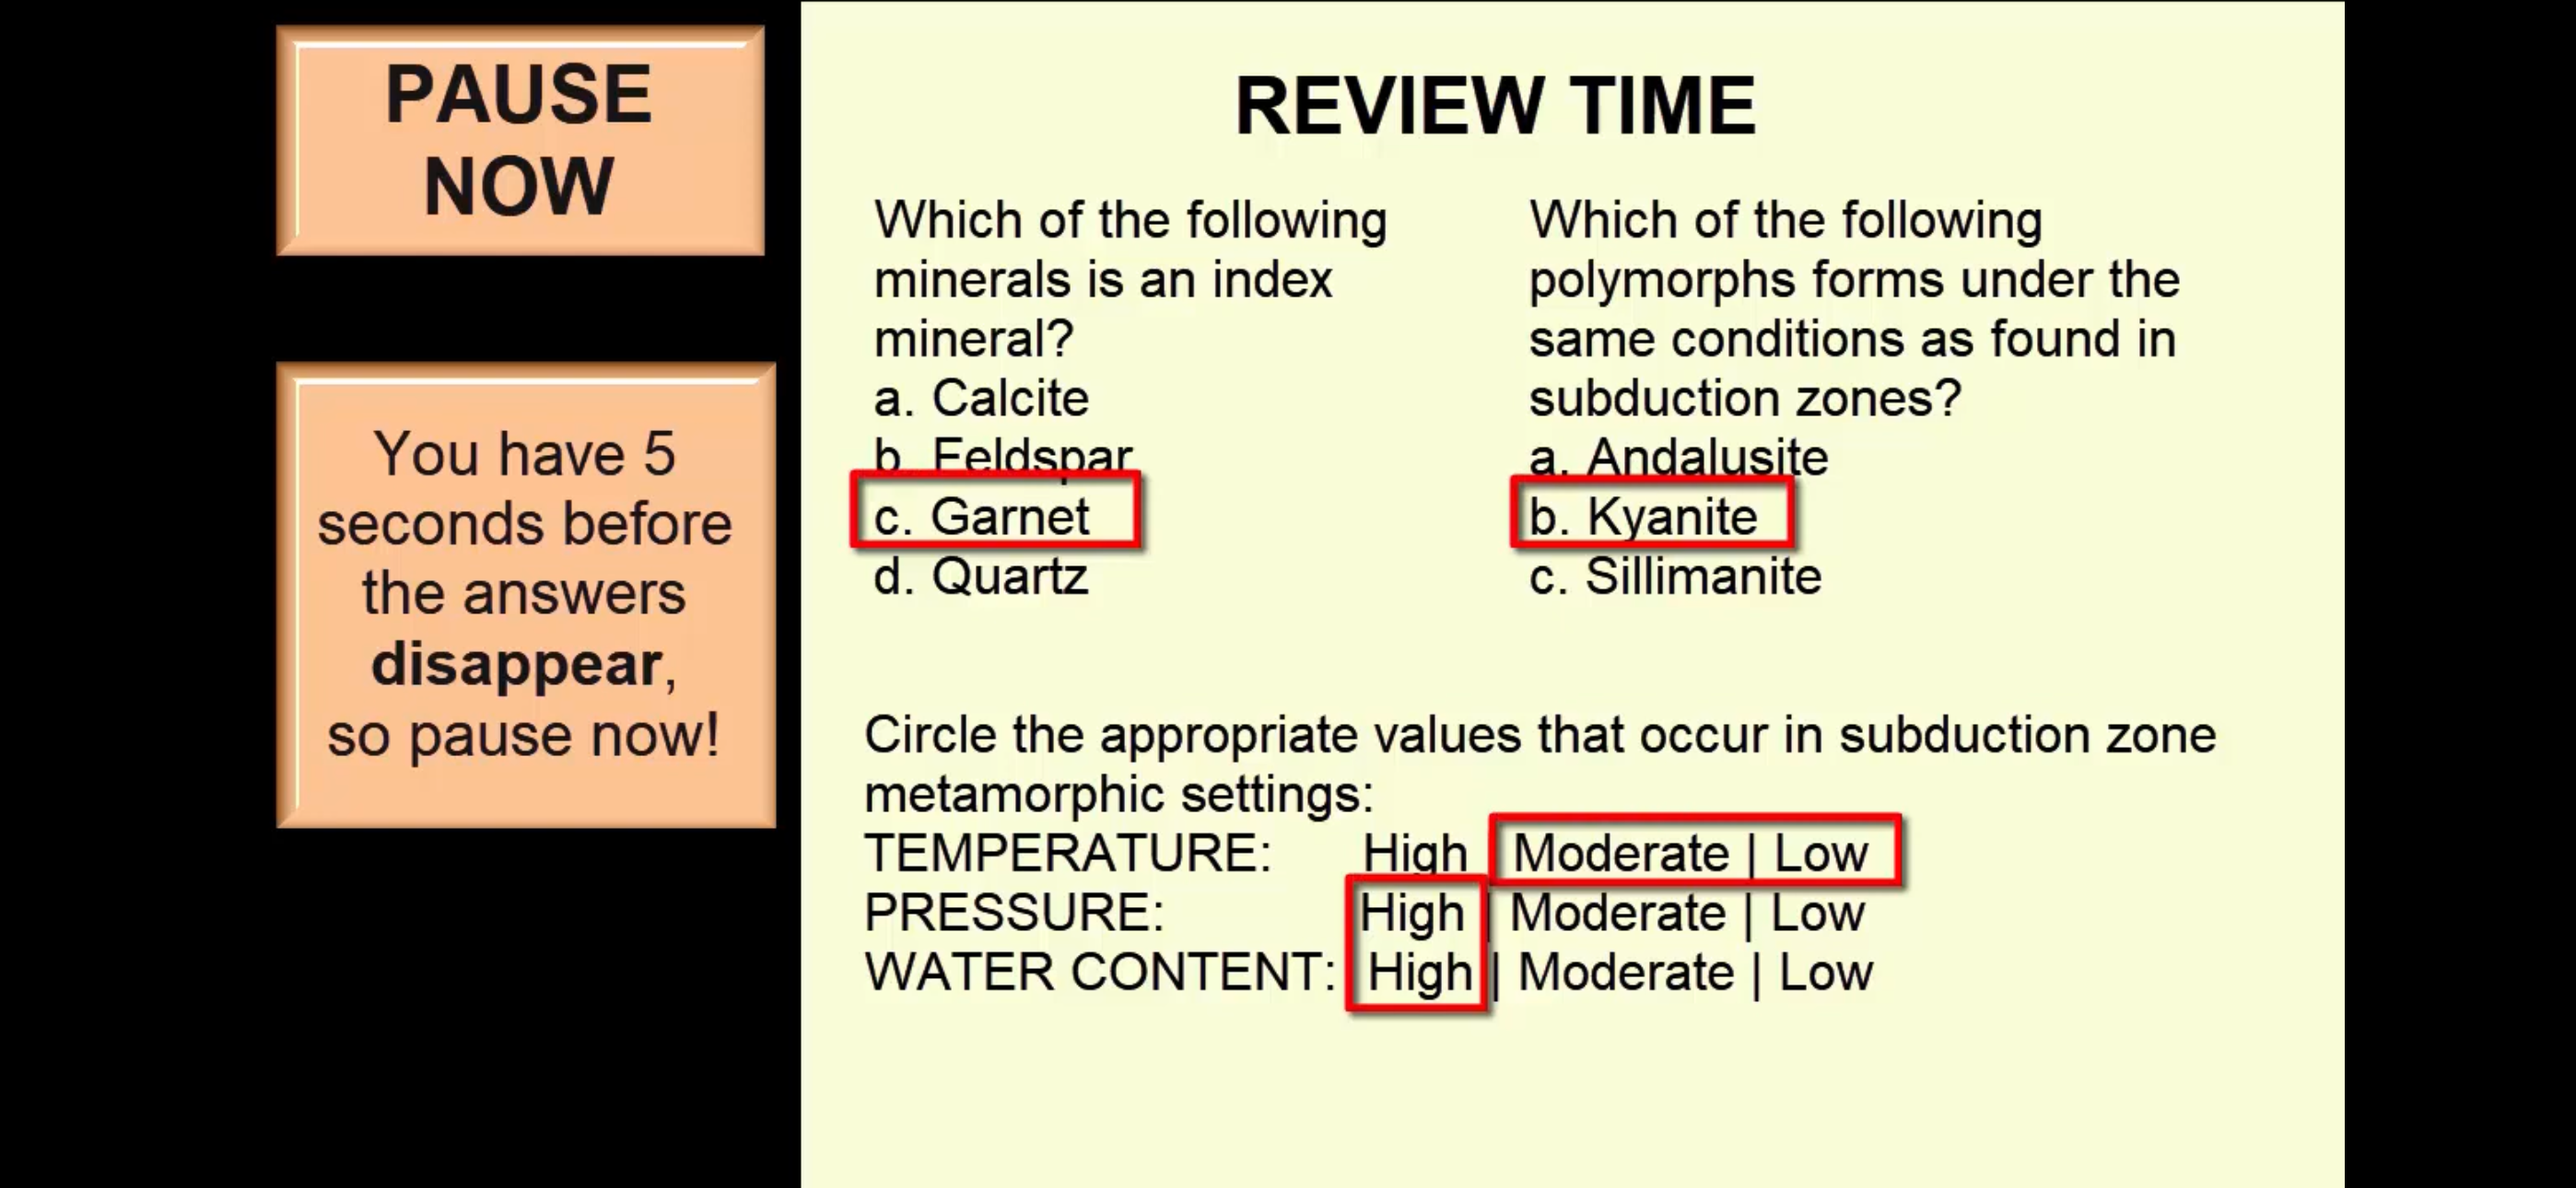 PAUSE
NOW
You have 5
seconds before
the answers
disappear,
so pause now!
REVIEW TIME
Which of the following
minerals is an index
mineral?
a. Calcite
b. Feldspar
c. Garnet
d. Quartz
Which of the following
polymorphs forms under the
same conditions as found in
subduction zones?
a. Andalusite
b. Kyanite
c. Sillimanite
Circle the appropriate values that occur in subduction zone
metamorphic settings:
TEMPERATURE: High Moderate | Low
PRESSURE: High | Moderate | Low
WATER CONTENT: High | Moderate | Low